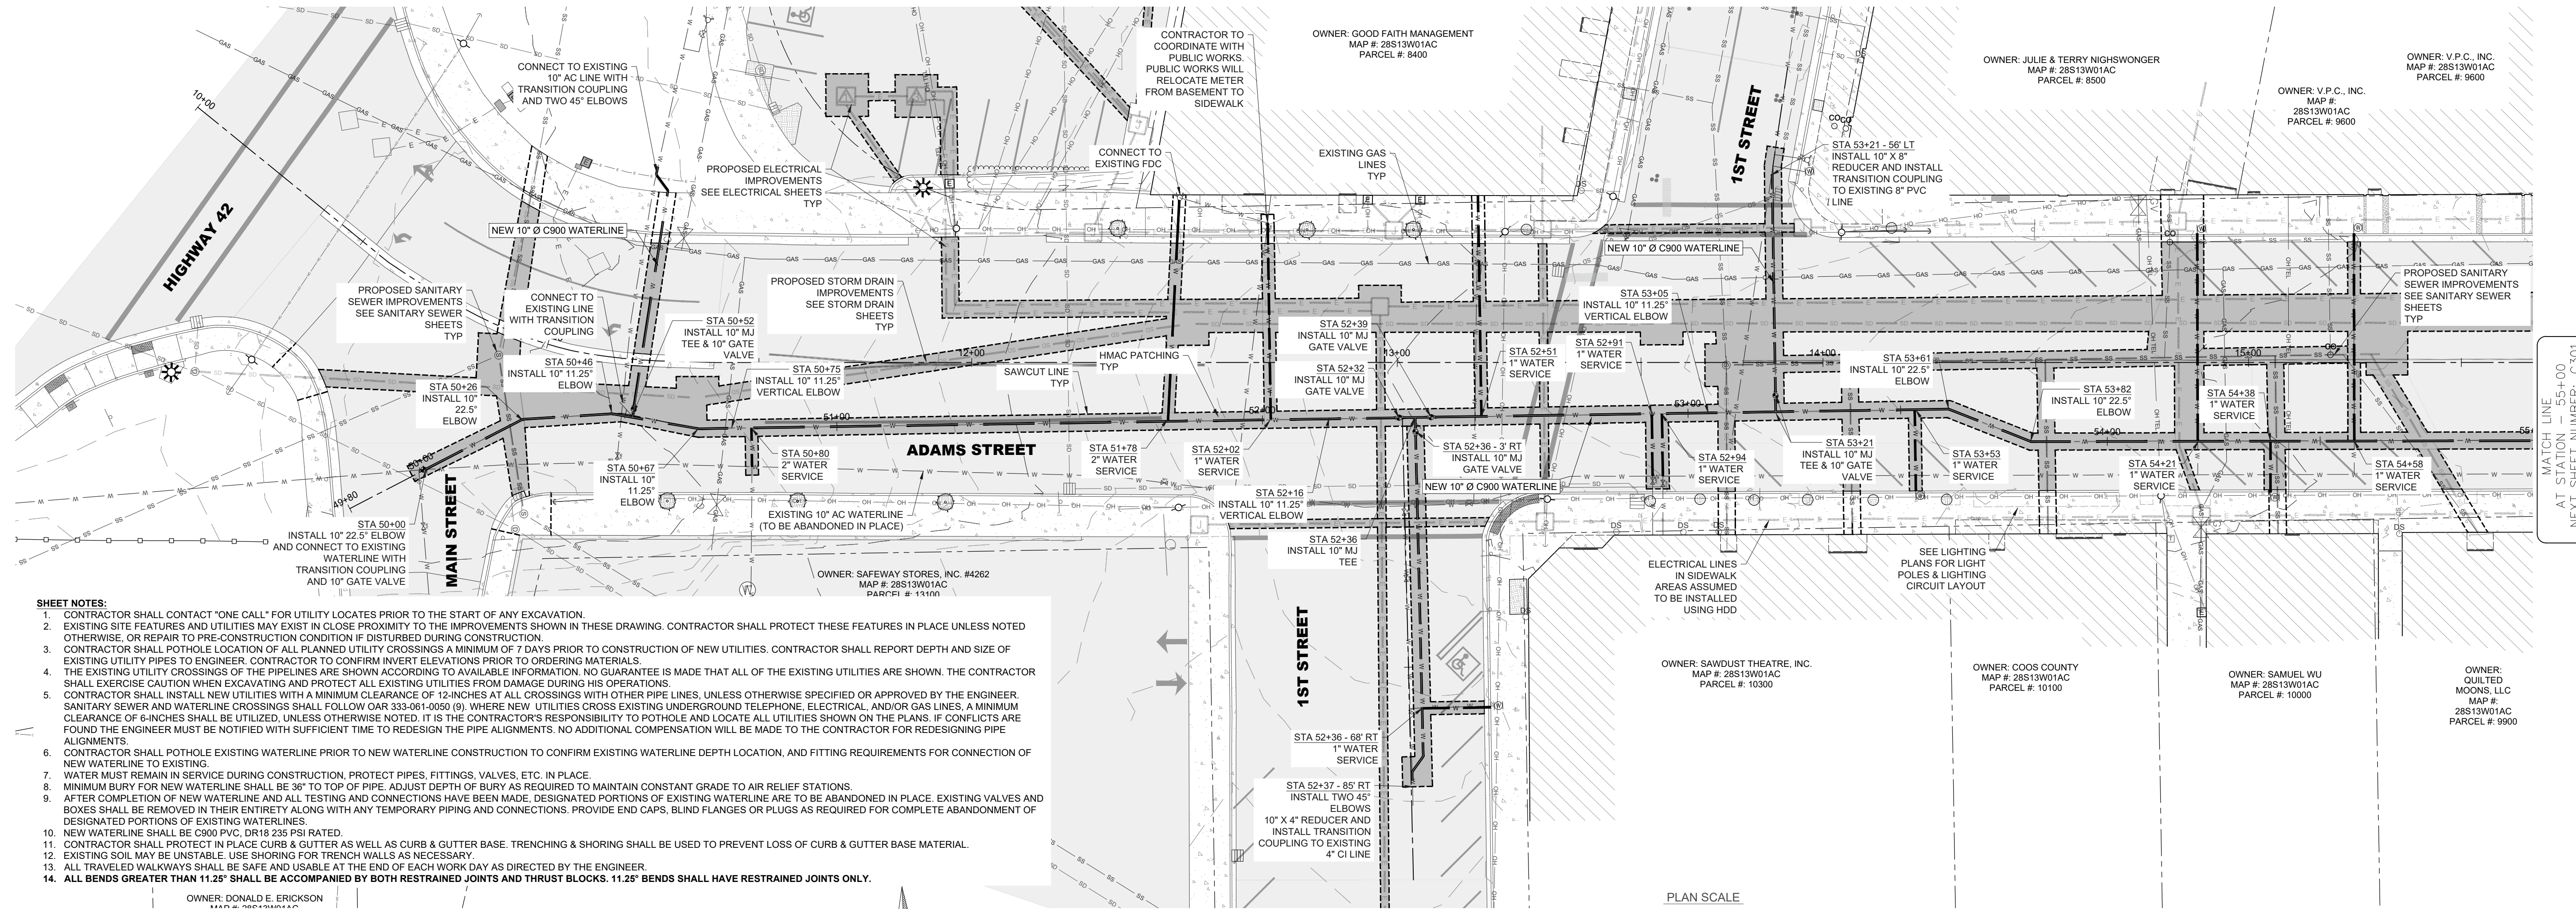 CONNECT TO EXISTING
10" AC LINE WITH
TRANSITION COUPLING
AND TWO 45° ELBOWS
CONTRACTOR TO
COORDINATE WITH
PUBLIC WORKS.
PUBLIC WORKS WILL
RELOCATE METER
FROM BASEMENT TO
SIDEWALK
OWNER: GOOD FAITH MANAGEMENT
MAP #: 28S13W01AC
PARCEL #: 8400
OWNER: JULIE & TERRY NIGHSWONGER
MAP #: 28S13W01AC
PARCEL #: 8500
OWNER: V.P.C., INC.
MAP #:
28S13W01AC
PARCEL #: 9600
OWNER: V.P.C., INC.
MAP #: 28S13W01AC
PARCEL #: 9600
10+00
HIGHWAY 42
PROPOSED ELECTRICAL
IMPROVEMENTS
SEE ELECTRICAL SHEETS
TYP
CONNECT TO
EXISTING FDC
EXISTING GAS
LINES
TYP
1ST STREET
STA 53+21 - 56' LT
INSTALL 10" X 8"
REDUCER AND INSTALL
TRANSITION COUPLING
TO EXISTING 8" PVC
LINE
NEW 10" Ø C900 WATERLINE
NEW 10" Ø C900 WATERLINE
PROPOSED SANITARY
SEWER IMPROVEMENTS
SEE SANITARY SEWER
SHEETS
TYP
CONNECT TO
EXISTING LINE
WITH TRANSITION
COUPLING
PROPOSED STORM DRAIN
IMPROVEMENTS
SEE STORM DRAIN
SHEETS
TYP
STA 50+52
INSTALL 10" MJ
TEE & 10" GATE
VALVE
STA 53+05
INSTALL 10" 11.25°
VERTICAL ELBOW
PROPOSED SANITARY
SEWER IMPROVEMENTS
SEE SANITARY SEWER
SHEETS
TYP
STA 50+46
INSTALL 10" 11.25°
ELBOW
STA 50+26
INSTALL 10"
22.5°
ELBOW
STA 50+75
INSTALL 10" 11.25°
VERTICAL ELBOW
12+00
SAWCUT LINE
TYP
HMAC PATCHING
TYP
STA 52+39
INSTALL 10" MJ
GATE VALVE
13+00
STA 52+32
INSTALL 10" MJ
GATE VALVE
STA 52+51
1" WATER
SERVICE
STA 52+91
1" WATER
SERVICE
14+00
STA 53+61
INSTALL 10" 22.5°
ELBOW
15+00
STA 53+82
INSTALL 10" 22.5°
ELBOW
STA 54+38
1" WATER
SERVICE
50+00
51+00
52+00
53+00
54+00
49+80
MAIN STREET
ADAMS STREET
STA 50+67
INSTALL 10"
11.25°
ELBOW
STA 50+80
2" WATER
SERVICE
STA 51+78
2" WATER
SERVICE
STA 52+02
1" WATER
SERVICE
STA 52+36 - 3' RT
INSTALL 10" MJ
GATE VALVE
NEW 10" Ø C900 WATERLINE
STA 52+94
1" WATER
SERVICE
STA 53+21
INSTALL 10" MJ
TEE & 10" GATE
VALVE
STA 53+53
1" WATER
SERVICE
STA 54+21
1" WATER
SERVICE
STA 54+58
1" WATER
SERVICE
MATCH LINE
AT STATION -55+00
STA 50+00
INSTALL 10" 22.5° ELBOW
AND CONNECT TO EXISTING
WATERLINE WITH
TRANSITION COUPLING
AND 10" GATE VALVE
EXISTING 10" AC WATERLINE
(TO BE ABANDONED IN PLACE)
STA 52+16
INSTALL 10" 11.25°
VERTICAL ELBOW
STA 52+36
INSTALL 10" MJ
TEE
ELECTRICAL LINES
IN SIDEWALK
AREAS ASSUMED
TO BE INSTALLED
USING HDD
SEE LIGHTING
PLANS FOR LIGHT
POLES & LIGHTING
CIRCUIT LAYOUT
OWNER: SAFEWAY STORES, INC. #4262
MAP #: 28S13W01AC
PARCEL #: 13100
1ST STREET
OWNER: SAWDUST THEATRE, INC.
MAP #: 28S13W01AC
PARCEL #: 10300
OWNER: COOS COUNTY
MAP #: 28S13W01AC
PARCEL #: 10100
OWNER: SAMUEL WU
MAP #: 28S13W01AC
PARCEL #: 10000
OWNER:
QUILTED
MOONS, LLC
MAP #:
28S13W01AC
PARCEL #: 9900
STA 52+36 - 68' RT
1" WATER
SERVICE
STA 52+37 - 85' RT
INSTALL TWO 45°
ELBOWS
10" X 4" REDUCER AND
INSTALL TRANSITION
COUPLING TO EXISTING
4" CI LINE
SHEET NOTES:
1. CONTRACTOR SHALL CONTACT "ONE CALL" FOR UTILITY LOCATES PRIOR TO THE START OF ANY EXCAVATION.
2. EXISTING SITE FEATURES AND UTILITIES MAY EXIST IN CLOSE PROXIMITY TO THE IMPROVEMENTS SHOWN IN THESE DRAWING. CONTRACTOR SHALL PROTECT THESE FEATURES IN PLACE UNLESS NOTED
OTHERWISE, OR REPAIR TO PRE-CONSTRUCTION CONDITION IF DISTURBED DURING CONSTRUCTION.
3. CONTRACTOR SHALL POTHOLE LOCATION OF ALL PLANNED UTILITY CROSSINGS A MINIMUM OF 7 DAYS PRIOR TO CONSTRUCTION OF NEW UTILITIES. CONTRACTOR SHALL REPORT DEPTH AND SIZE OF
EXISTING UTILITY PIPES TO ENGINEER. CONTRACTOR TO CONFIRM INVERT ELEVATIONS PRIOR TO ORDERING MATERIALS.
4. THE EXISTING UTILITY CROSSINGS OF THE PIPELINES ARE SHOWN ACCORDING TO AVAILABLE INFORMATION. NO GUARANTEE IS MADE THAT ALL OF THE EXISTING UTILITIES ARE SHOWN. THE CONTRACTOR
SHALL EXERCISE CAUTION WHEN EXCAVATING AND PROTECT ALL EXISTING UTILITIES FROM DAMAGE DURING HIS OPERATIONS.
5. CONTRACTOR SHALL INSTALL NEW UTILITIES WITH A MINIMUM CLEARANCE OF 12-INCHES AT ALL CROSSINGS WITH OTHER PIPE LINES, UNLESS OTHERWISE SPECIFIED OR APPROVED BY THE ENGINEER.
SANITARY SEWER AND WATERLINE CROSSINGS SHALL FOLLOW OAR 333-061-0050 (9). WHERE NEW UTILITIES CROSS EXISTING UNDERGROUND TELEPHONE, ELECTRICAL, AND/OR GAS LINES, A MINIMUM
CLEARANCE OF 6-INCHES SHALL BE UTILIZED, UNLESS OTHERWISE NOTED. IT IS THE CONTRACTOR'S RESPONSIBILITY TO POTHOLE AND LOCATE ALL UTILITIES SHOWN ON THE PLANS. IF CONFLICTS ARE
FOUND THE ENGINEER MUST BE NOTIFIED WITH SUFFICIENT TIME TO REDESIGN THE PIPE ALIGNMENTS. NO ADDITIONAL COMPENSATION WILL BE MADE TO THE CONTRACTOR FOR REDESIGNING PIPE
ALIGNMENTS.
6. CONTRACTOR SHALL POTHOLE EXISTING WATERLINE PRIOR TO NEW WATERLINE CONSTRUCTION TO CONFIRM EXISTING WATERLINE DEPTH LOCATION, AND FITTING REQUIREMENTS FOR CONNECTION OF
NEW WATERLINE TO EXISTING.
7. WATER MUST REMAIN IN SERVICE DURING CONSTRUCTION, PROTECT PIPES, FITTINGS, VALVES, ETC. IN PLACE.
8. MINIMUM BURY FOR NEW WATERLINE SHALL BE 36" TO TOP OF PIPE. ADJUST DEPTH OF BURY AS REQUIRED TO MAINTAIN CONSTANT GRADE TO AIR RELIEF STATIONS.
9. AFTER COMPLETION OF NEW WATERLINE AND ALL TESTING AND CONNECTIONS HAVE BEEN MADE, DESIGNATED PORTIONS OF EXISTING WATERLINE ARE TO BE ABANDONED IN PLACE. EXISTING VALVES AND
BOXES SHALL BE REMOVED IN THEIR ENTIRETY ALONG WITH ANY TEMPORARY PIPING AND CONNECTIONS. PROVIDE END CAPS, BLIND FLANGES OR PLUGS AS REQUIRED FOR COMPLETE ABANDONMENT OF
DESIGNATED PORTIONS OF EXISTING WATERLINES.
10. NEW WATERLINE SHALL BE C900 PVC, DR18 235 PSI RATED.
11. CONTRACTOR SHALL PROTECT IN PLACE CURB & GUTTER AS WELL AS CURB & GUTTER BASE. TRENCHING & SHORING SHALL BE USED TO PREVENT LOSS OF CURB & GUTTER BASE MATERIAL.
12. EXISTING SOIL MAY BE UNSTABLE. USE SHORING FOR TRENCH WALLS AS NECESSARY.
13. ALL TRAVELED WALKWAYS SHALL BE SAFE AND USABLE AT THE END OF EACH WORK DAY AS DIRECTED BY THE ENGINEER.
14. ALL BENDS GREATER THAN 11.25° SHALL BE ACCOMPANIED BY BOTH RESTRAINED JOINTS AND THRUST BLOCKS. 11.25° BENDS SHALL HAVE RESTRAINED JOINTS ONLY.
OWNER: DONALD E. ERICKSON
PLAN SCALE